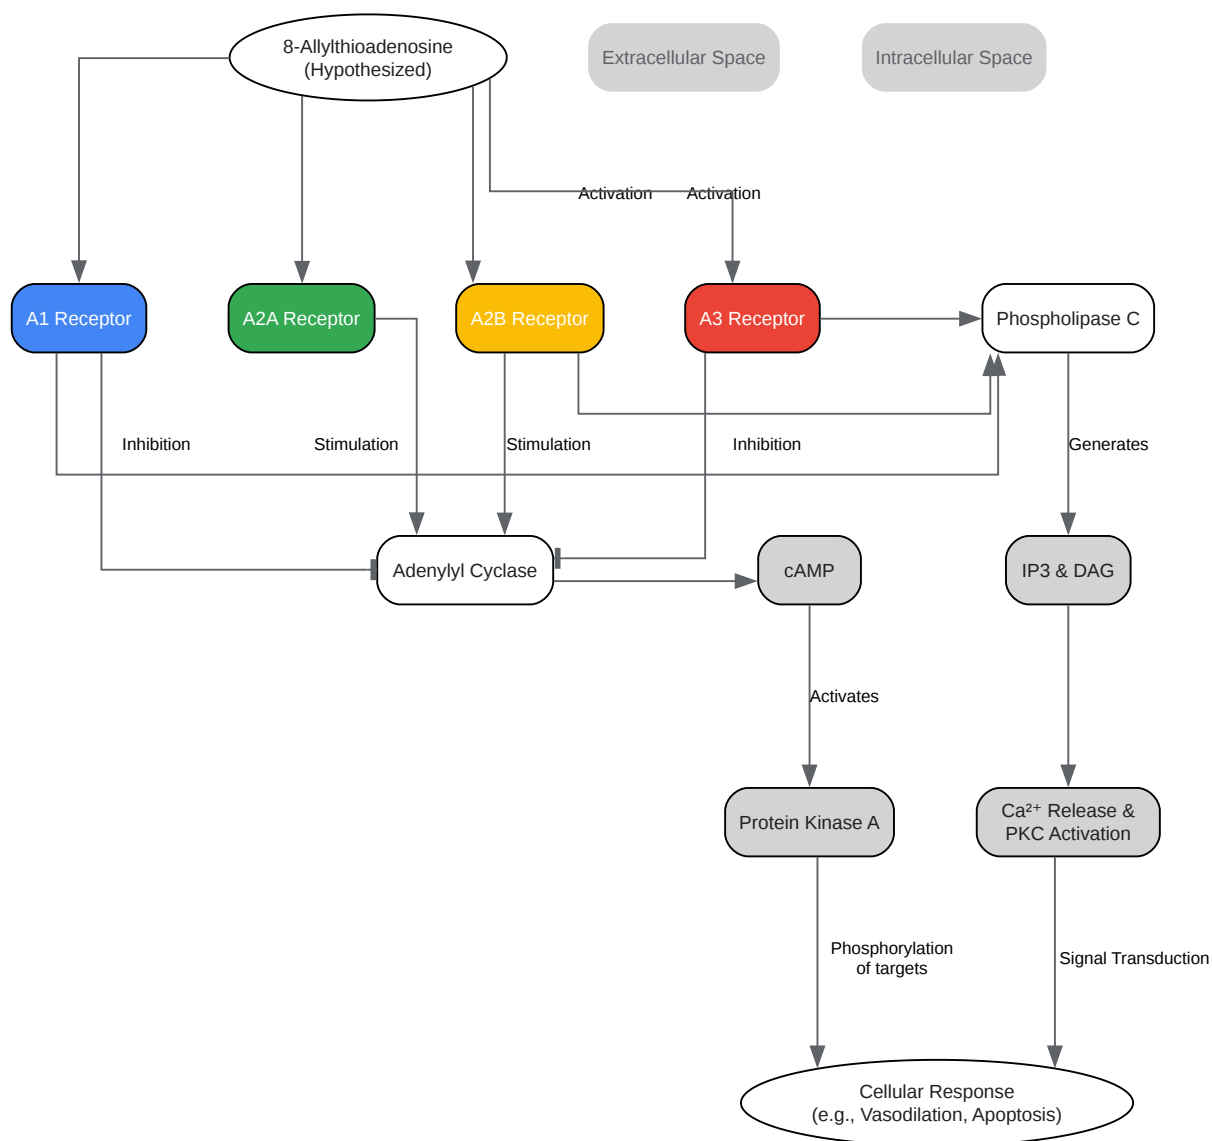 8-Allylthioadenosine
(Hypothesized)
Extracellular Space
Intracellular Space
Activation
Activation
A1 Receptor
A2A Receptor
A2B Receptor
A3 Receptor
Phospholipase C
Inhibition
Stimulation
Stimulation
Inhibition
Generates
Adenylyl Cyclase
cAMP
IP3 & DAG
Activates
Protein Kinase A
Ca²⁺ Release &
PKC Activation
Phosphorylation
of targets
Signal Transduction
Cellular Response
(e.g., Vasodilation, Apoptosis)